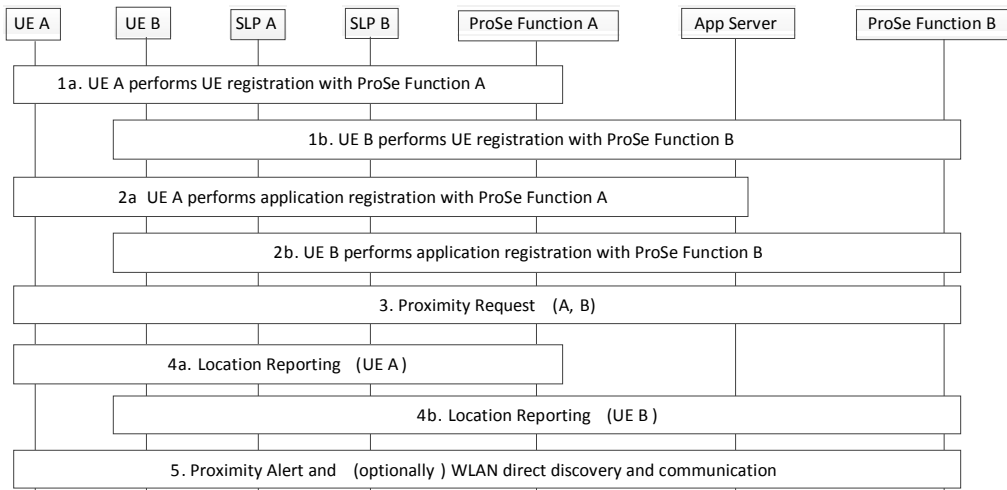 UE A UE B SLP A SLP B ProSe Function A App Server ProSe Function B
1a. UE A performs UE registration with ProSe Function A
1b. UE B performs UE registration with ProSe Function B
2a UE A performs application registration with ProSe Function A
2b. UE B performs application registration with ProSe Function B
3. Proximity Request (A, B)
4a. Location Reporting (UE A )
4b. Location Reporting (UE B )
5. Proximity Alert and (optionally ) WLAN direct discovery and communication